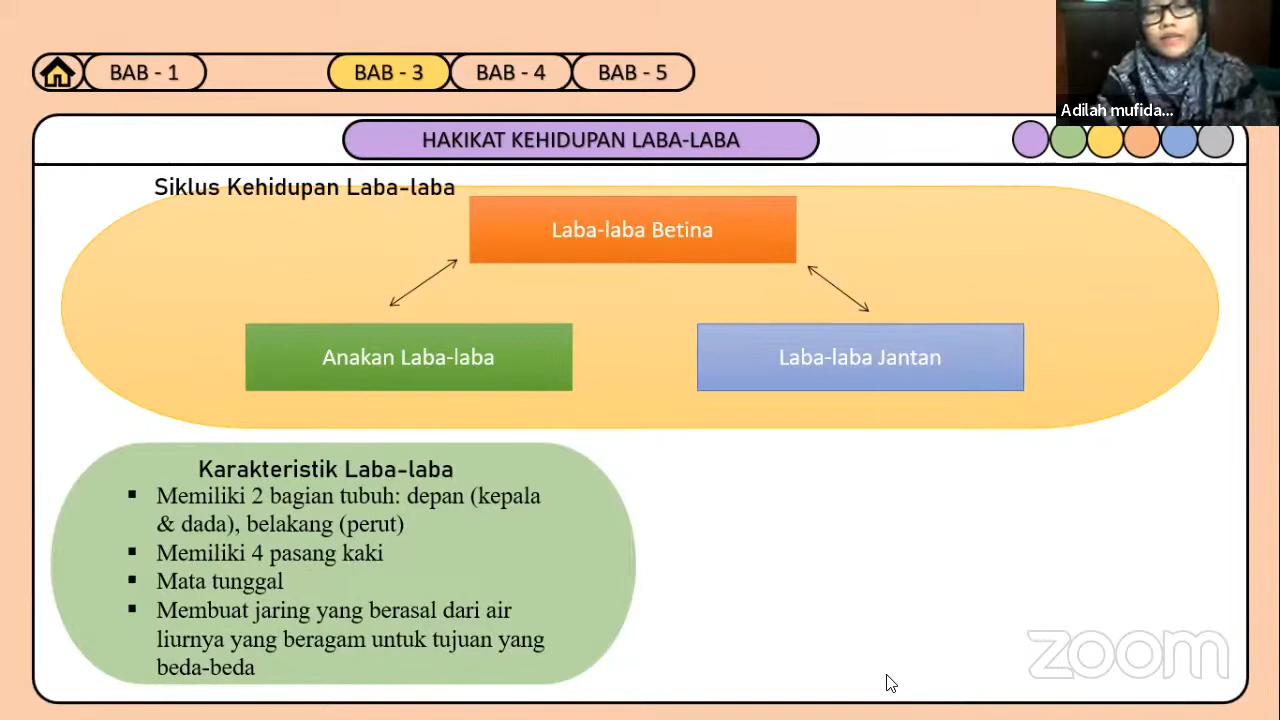 BAB - 1
BAB - 3
BAB - 4
BAB - 5
Adilah mufida...
HAKIKAT KEHIDUPAN LABA-LABA
Siklus Kehidupan Laba-laba
Laba-laba Betina
Anakan Laba-laba
Laba-laba Jantan
Karakteristik Laba-laba
▪ Memiliki 2 bagian tubuh: depan (kepala
& dada), belakang (perut)
▪ Memiliki 4 pasang kaki
▪ Mata tunggal
▪ Membuat jaring yang berasal dari air
liurnya yang beragam untuk tujuan yang
beda-beda
zoom